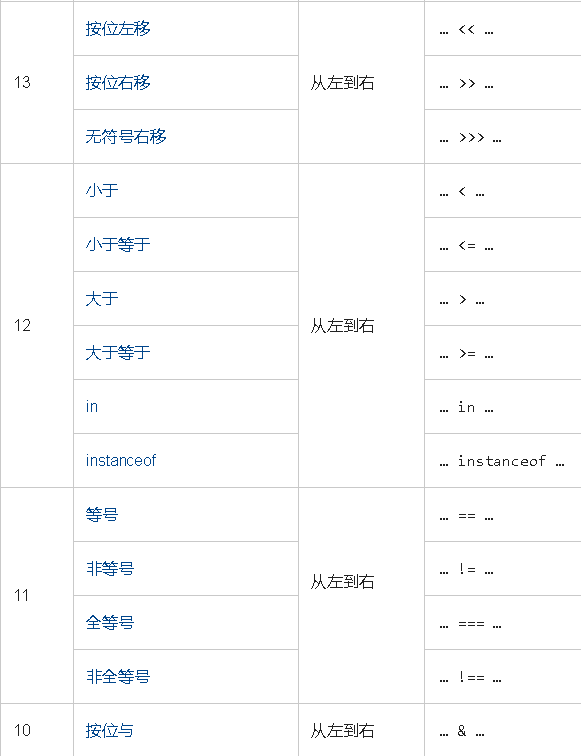 按位左移
… << …
13
按位右移
从左到右
… >> …
无符号右移
… >>> …
小于
… < …
小于等于
… <= …
大于
… > …
12
从左到右
大于等于
… >= …
in
… in …
instanceof
… instanceof …
等号
… == …
非等号
… != …
11
从左到右
全等号
… === …
非全等号
… !== …
10
按位与
从左到右
… & …